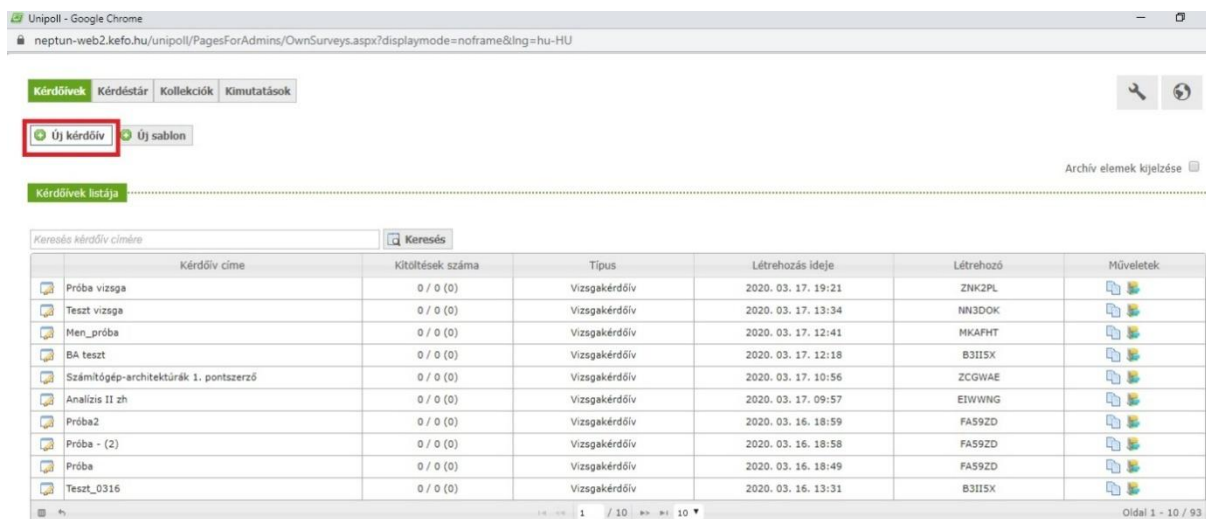 Unipoll - Google Chrome
neptun-web2.kefo.hu/unipoll/PagesForAdmins/OwnSurveys.aspx?displaymode=noframe&lng=hu-HU
Kérdőívek Kérdéstár Kollekciók Kimutatások
Új kérdőív Új sablon
Archív elemek kijelzése
Kérdőívek listája
Keresés kérdőív címére Keresés
Kérdőív címe Kitöltések száma Típus Létrehozás ideje Létrehozó Műveletek
Próba vizsga 0 / 0 (0) Vizsgakérdőív 2020. 03. 17. 19:21 ZNK2PL
Teszt vizsga 0 / 0 (0) Vizsgakérdőív 2020. 03. 17. 13:34 NN3DOK
Men_próba 0 / 0 (0) Vizsgakérdőív 2020. 03. 17. 12:41 MKAFHT
BA teszt 0 / 0 (0) Vizsgakérdőív 2020. 03. 17. 12:18 B3II5X
Számítógép-architektúrák 1. pontszerző 0 / 0 (0) Vizsgakérdőív 2020. 03. 17. 10:56 ZCGWAE
Analízis II zh 0 / 0 (0) Vizsgakérdőív 2020. 03. 17. 09:57 EIWWNG
Próba2 0 / 0 (0) Vizsgakérdőív 2020. 03. 16. 18:59 FA59ZD
Próba - (2) 0 / 0 (0) Vizsgakérdőív 2020. 03. 16. 18:58 FA59ZD
Próba 0 / 0 (0) Vizsgakérdőív 2020. 03. 16. 18:49 FA59ZD
Teszt_0316 0 / 0 (0) Vizsgakérdőív 2020. 03. 16. 13:31 B3II5X
1 / 10 10 Oldal 1 - 10 / 93